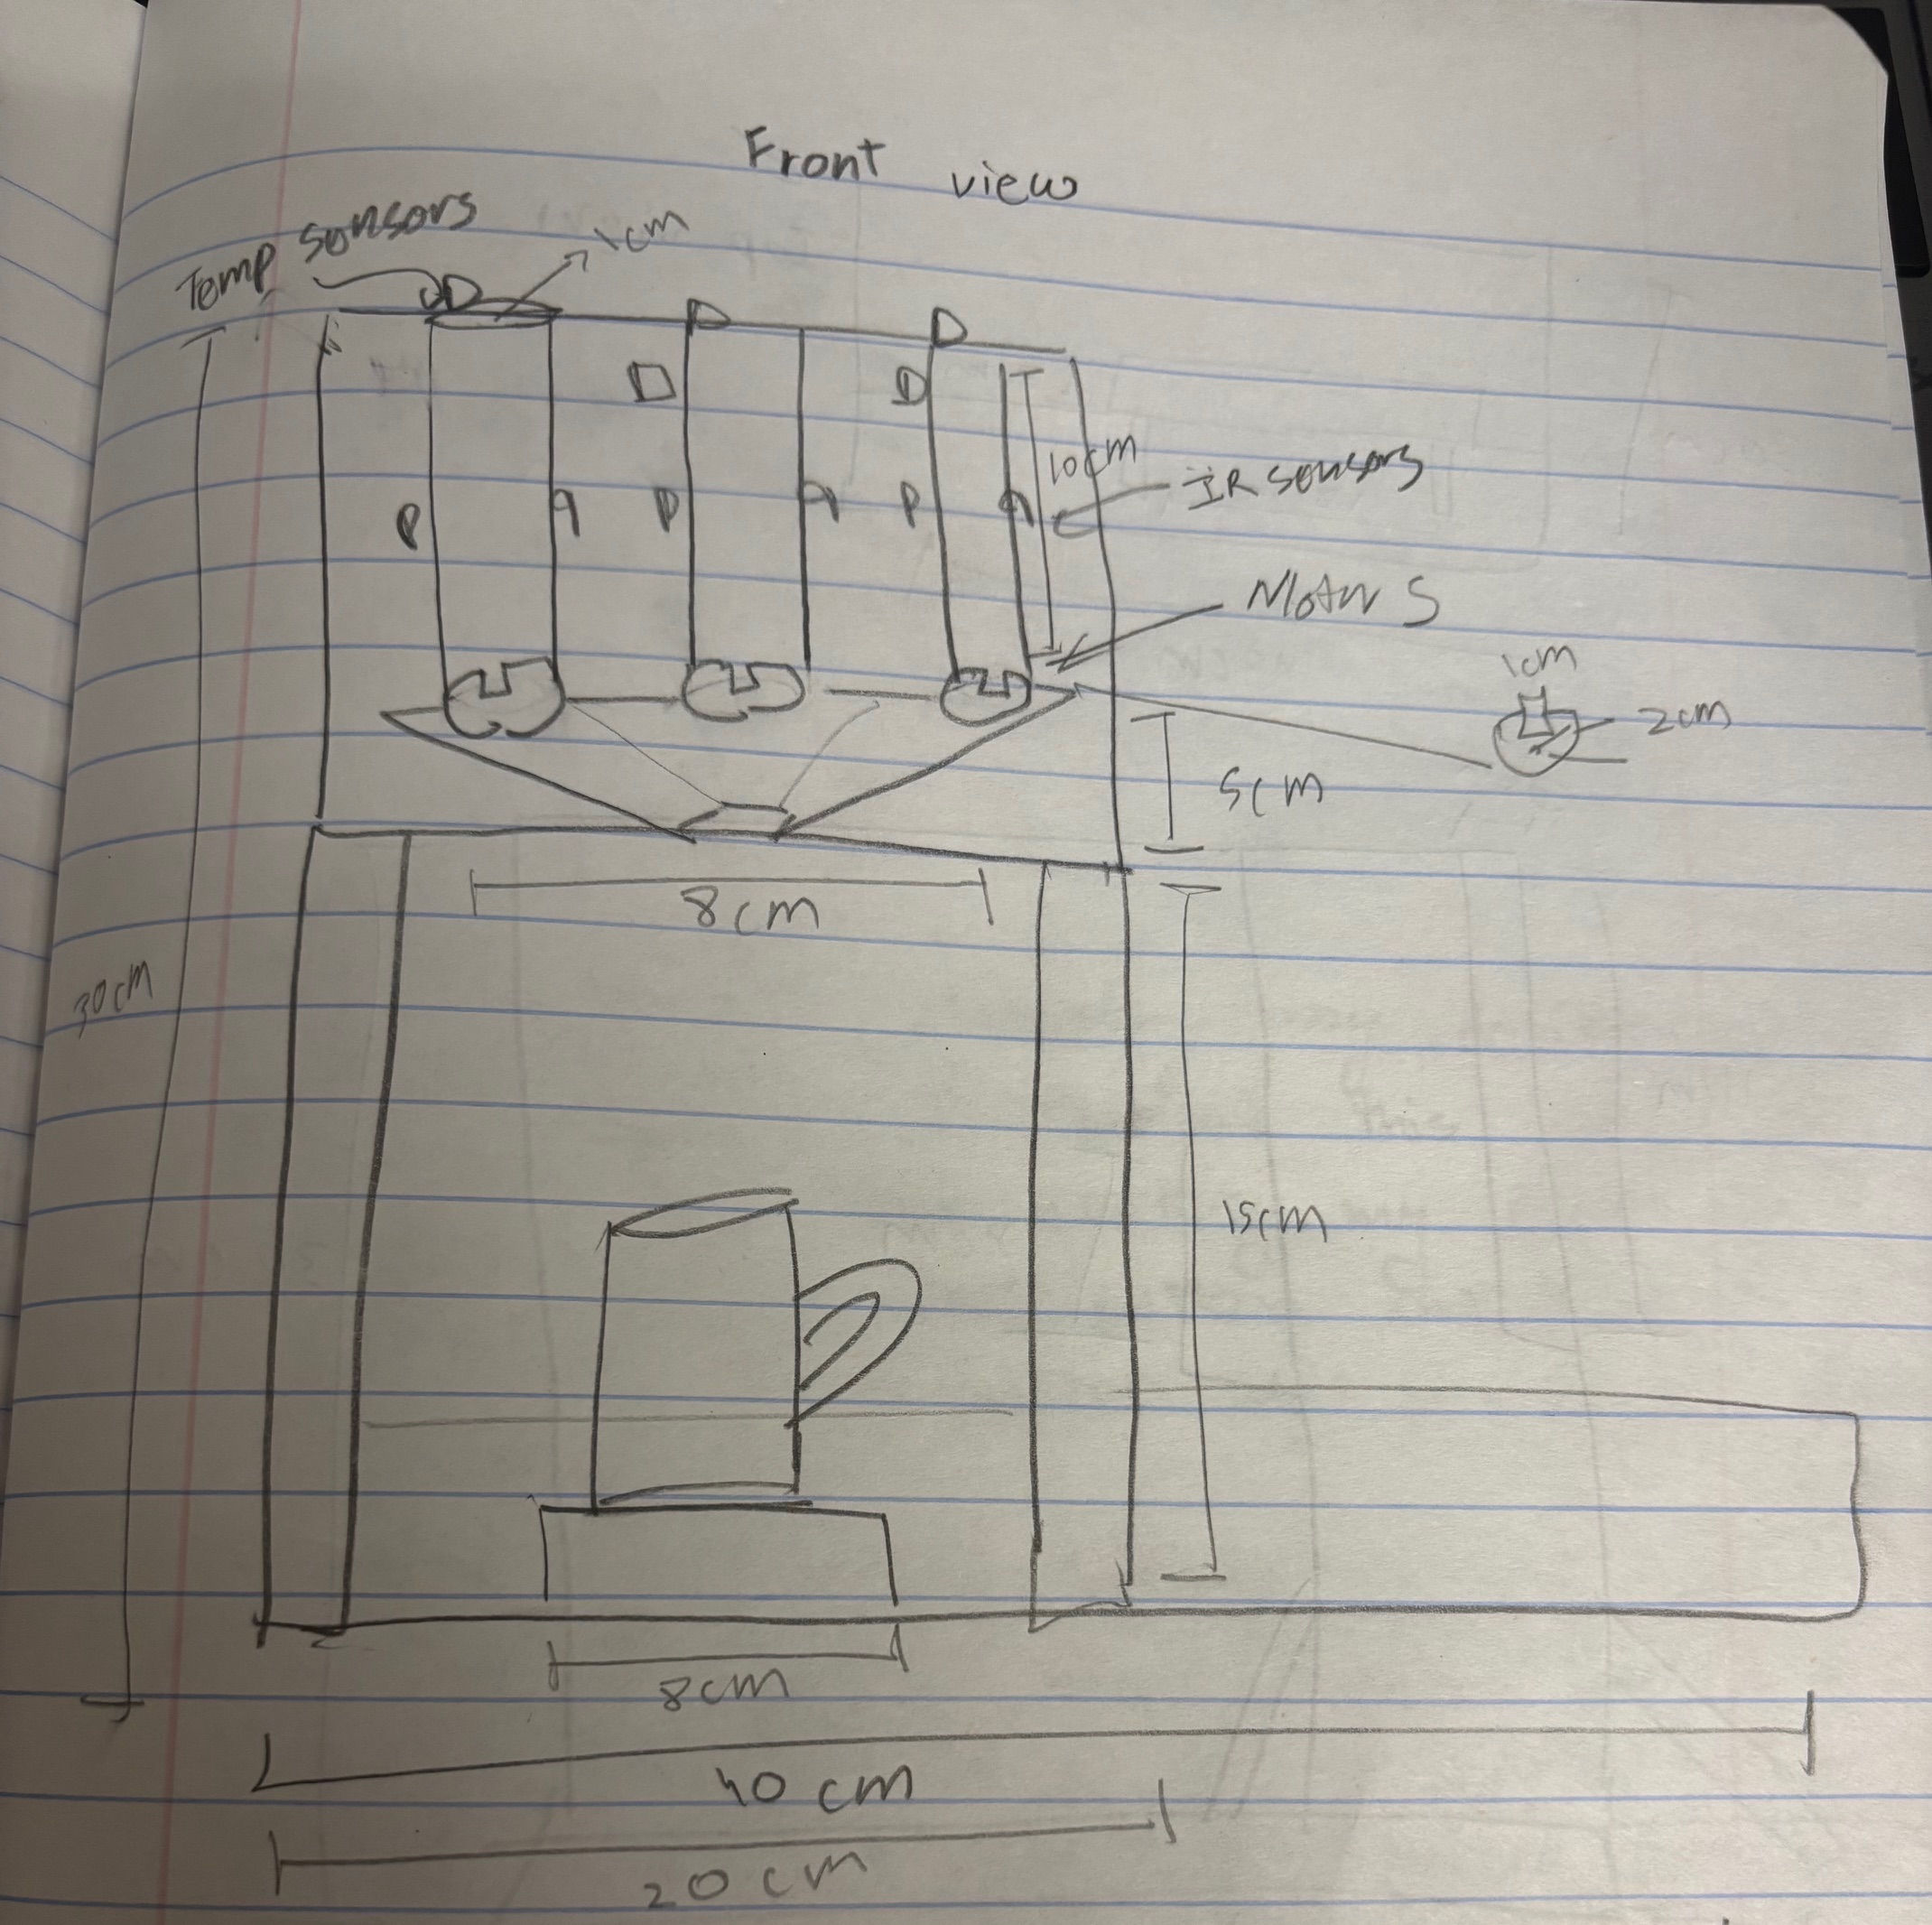 Front view
Temp sensors
1cm
10cm
IR sensors
Motors
1cm
2cm
5cm
8cm
30cm
15cm
8cm
40 cm
20 cm